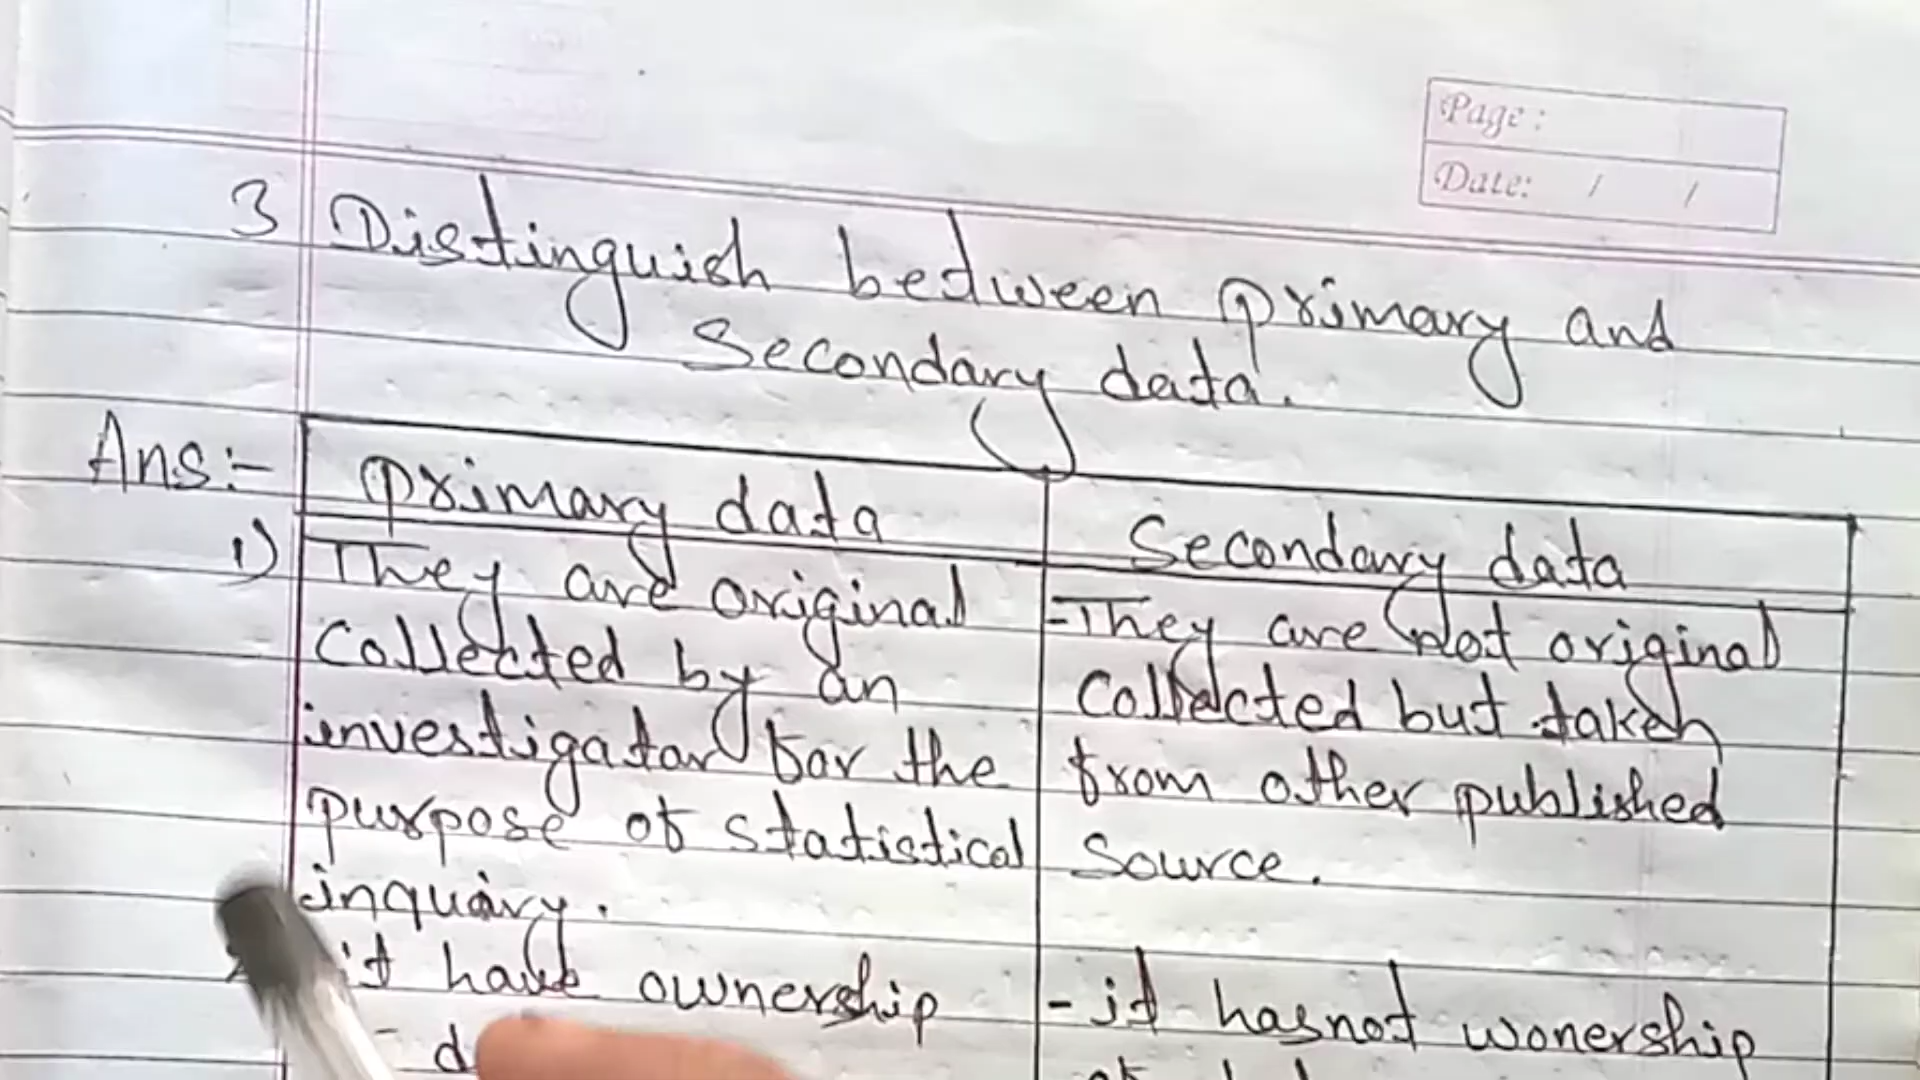 Page :
Date: / /
3 Distinguish between primary and
Secondary data.
Ans:-
primary data
1) They are original
collected by an
investigator for the
purpose of statistical
inquiry.
it have ownership
Secondary data
-They are not original
collected but taken
from other published
source.
- it hasnot wonership